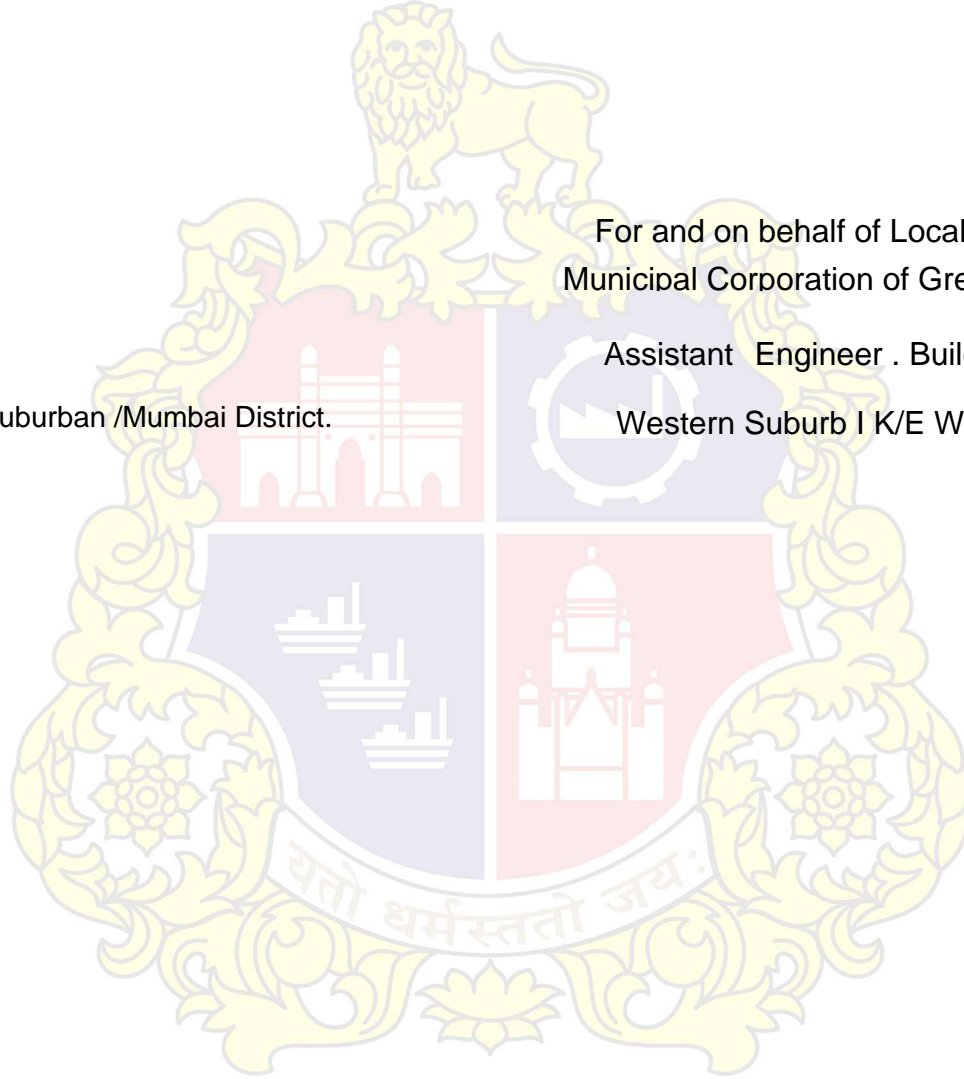 For and on behalf of Local
Municipal Corporation of Gre
Assistant Engineer . Buil
uburban /Mumbai District.
Western Suburb I K/E W
यतो धर्मस्ततो जय: